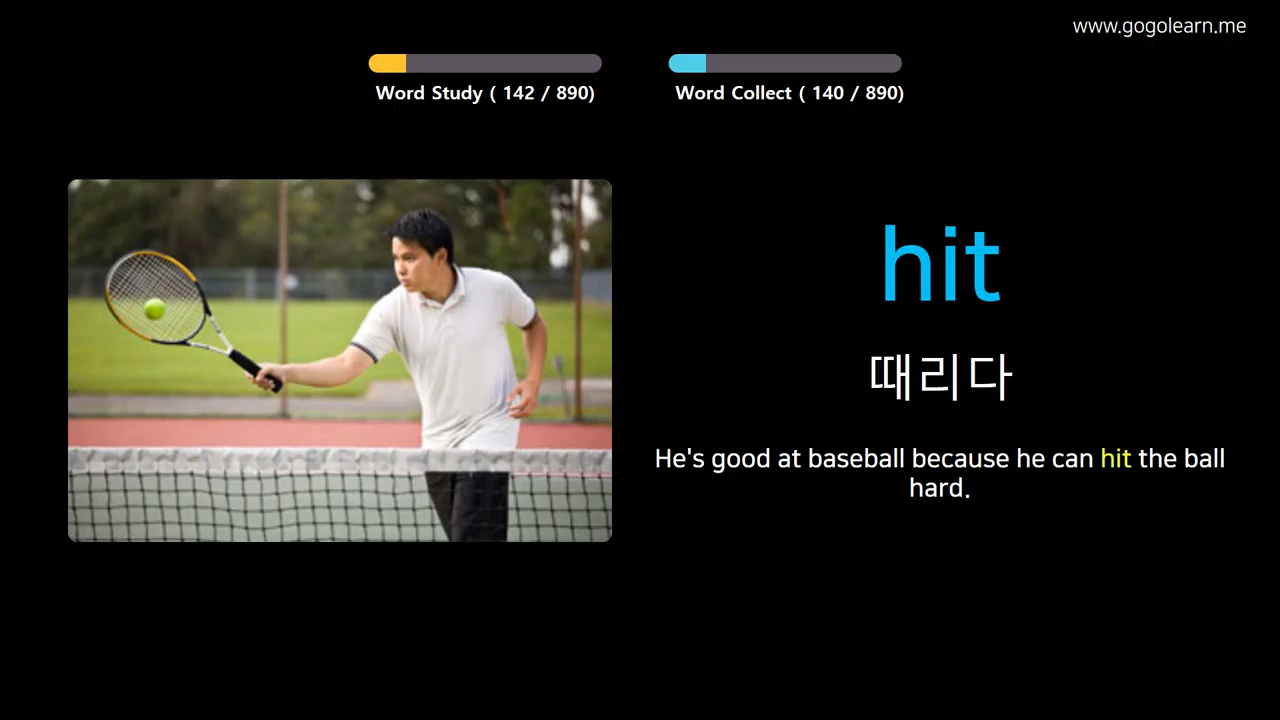 www.gogolearn.me
Word Study ( 142 / 890)
Word Collect ( 140 / 890)
hit
때리다
He's good at baseball because he can hit the ball
hard.